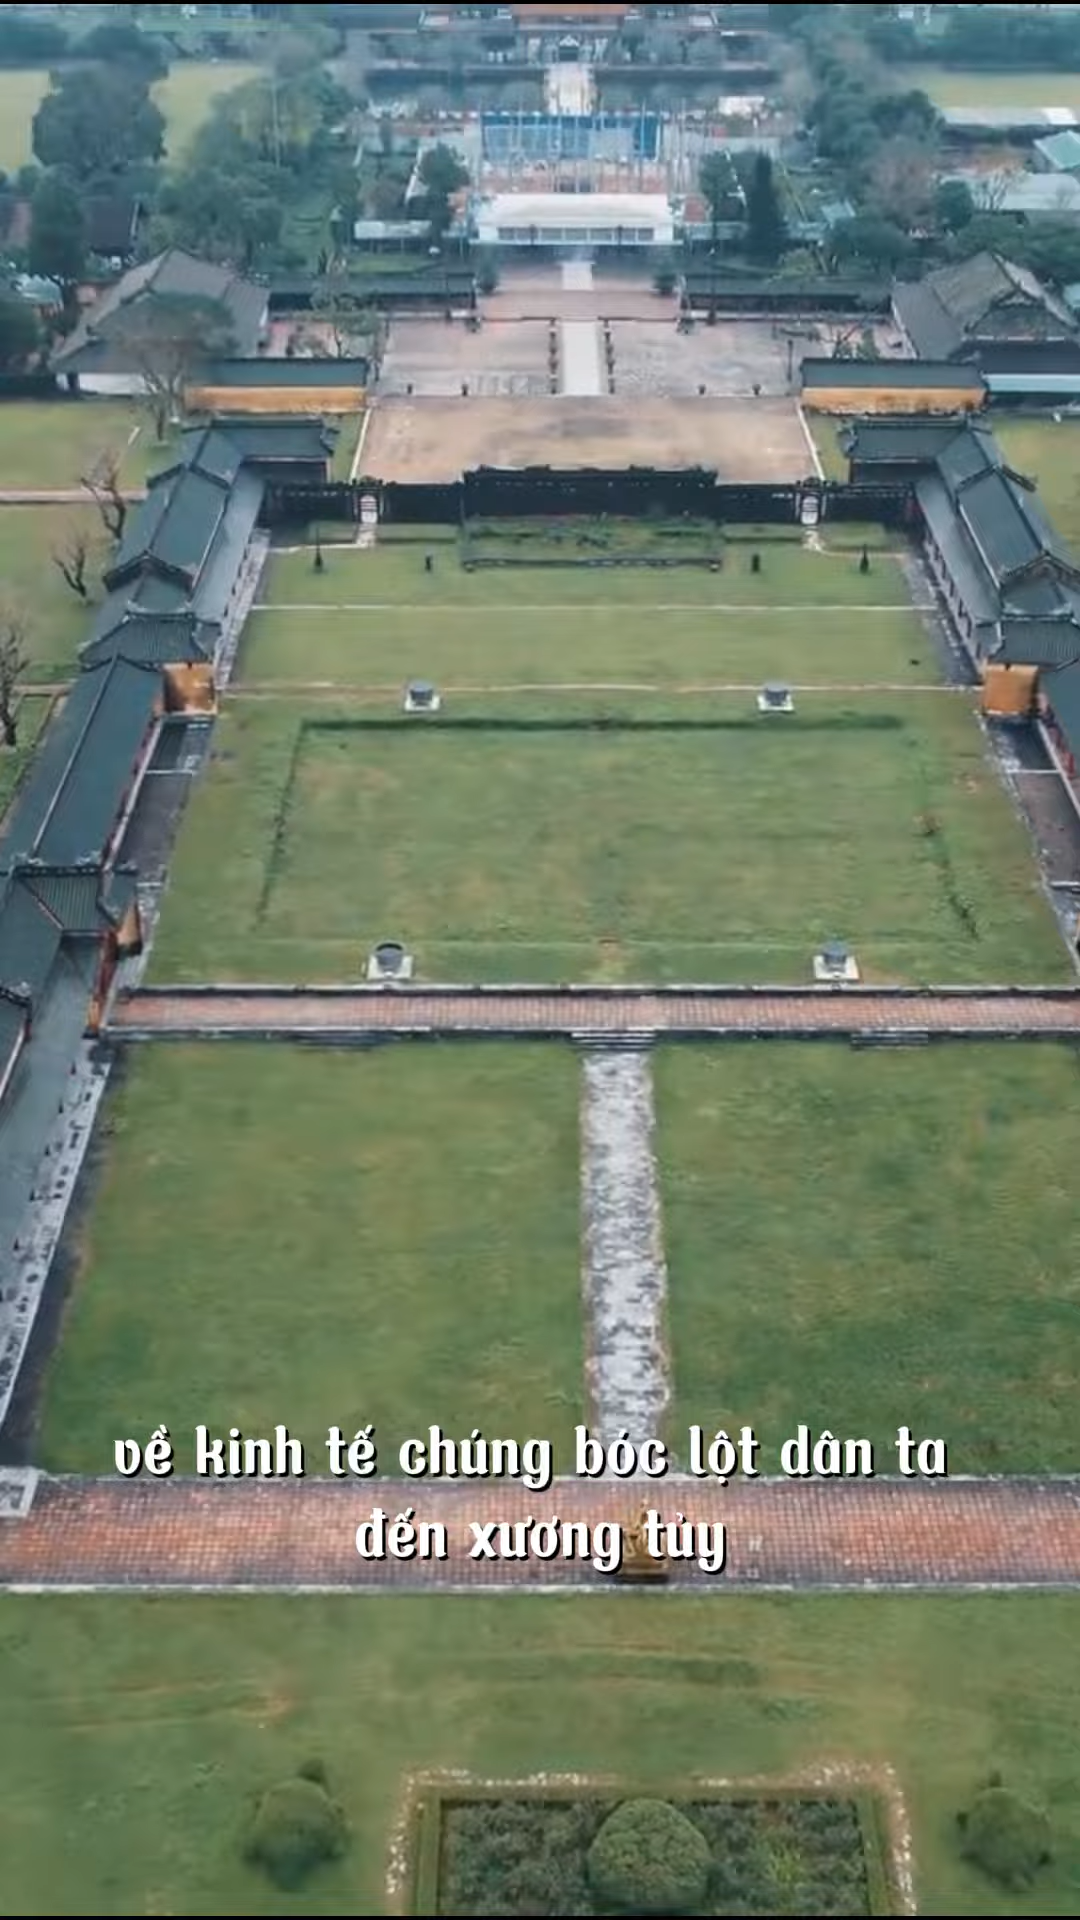 về kinh tế chúng bóc lột dân ta
đến xương tủy